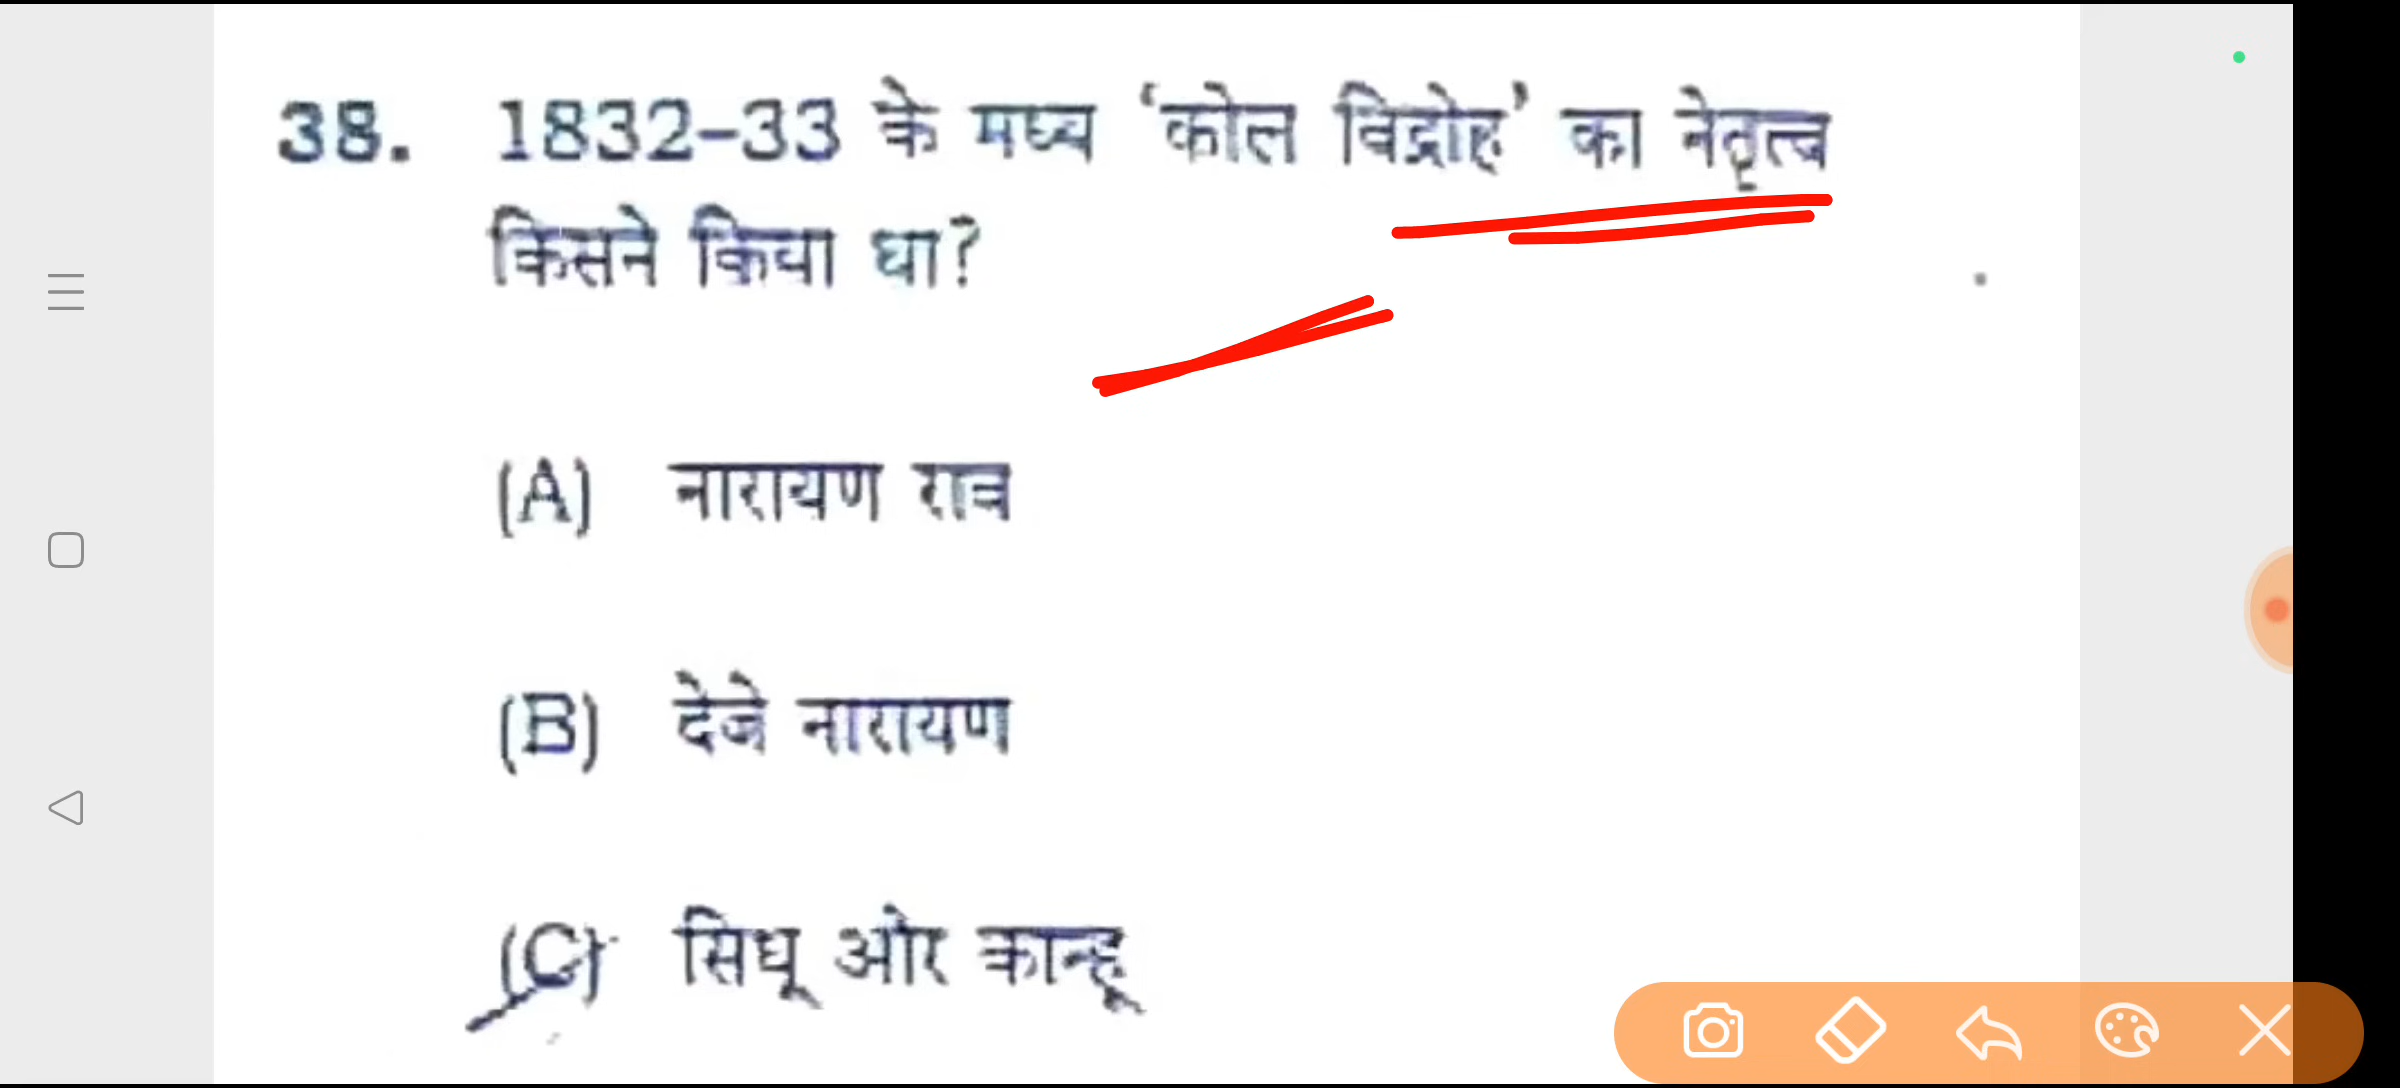 38. 1832–33 के मध्य ‘कोल विद्रोह’ का नेतृत्व
किसने किया था?
(A) नारायण राव
(B) देजे नारायण
(C) सिधू और कान्हू